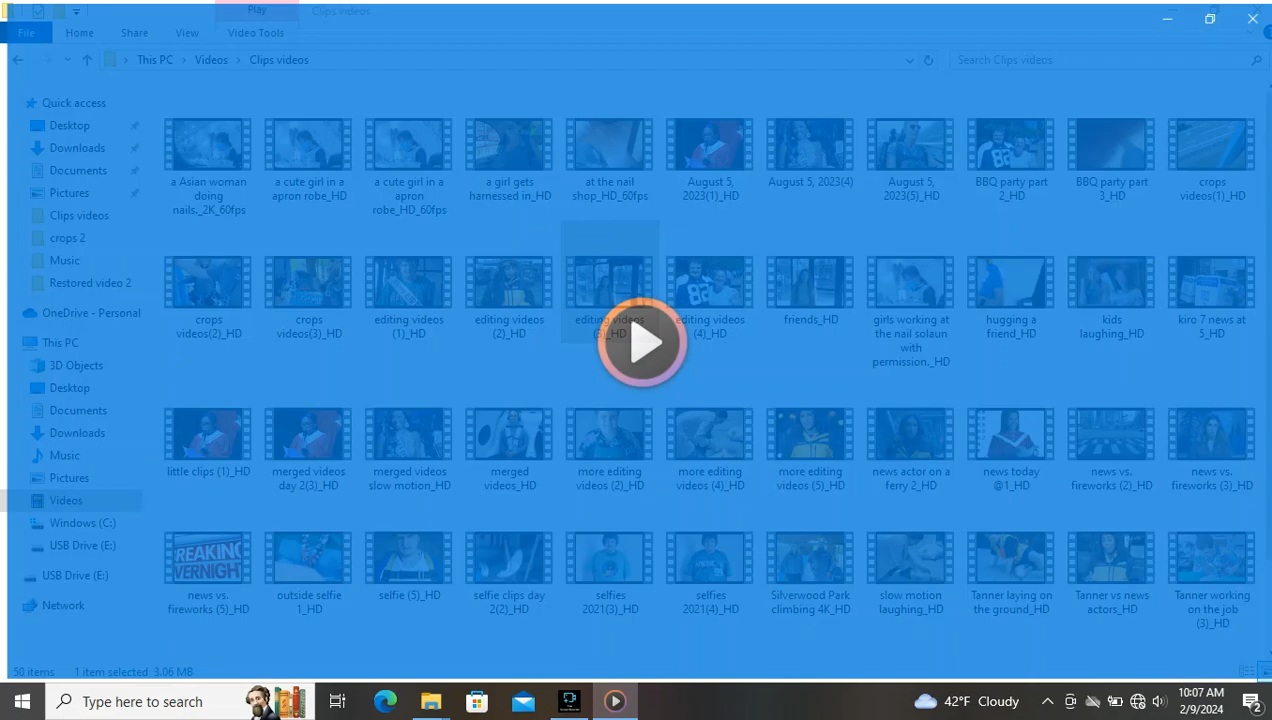 Play
Clips videos
File
Home
Share
View
Video Tools
This PC
Videos
Clips videos
Search Clips videos
Quick access
Desktop
Downloads
Documents
Pictures
Clips videos
crops 2
Music
Restored video 2
OneDrive - Personal
This PC
3D Objects
Desktop
Documents
Downloads
Music
Pictures
Videos
Windows (C:)
USB Drive (E:)
USB Drive (E:)
Network
a Asian woman
doing
nails._2K_60fps
a cute girl in a
apron robe_HD
a cute girl in a
apron
robe_HD_60fps
a girl gets
harnessed in_HD
at the nail
shop_HD_60fps
August 5,
2023(1)_HD
August 5, 2023(4)
August 5,
2023(5)_HD
BBQ party part
2_HD
BBQ party part
3_HD
crops
videos(1)_HD
crops
videos(2)_HD
crops
videos(3)_HD
editing videos
(1)_HD
editing videos
(2)_HD
editing videos
(3)_HD
editing videos
(4)_HD
friends_HD
girls working at
the nail solaun
with
permission._HD
hugging a
friend_HD
kids
laughing_HD
kiro 7 news at
5_HD
little clips (1)_HD
merged videos
day 2(3)_HD
merged videos
slow motion_HD
merged
videos_HD
more editing
videos (2)_HD
more editing
videos (4)_HD
more editing
videos (5)_HD
news actor on a
ferry 2_HD
news today
@1_HD
news vs.
fireworks (2)_HD
news vs.
fireworks (3)_HD
BREAKING
OVERNIGHT
news vs.
fireworks (5)_HD
outside selfie
1_HD
selfie (5)_HD
selfie clips day
2(2)_HD
selfies
2021(3)_HD
selfies
2021(4)_HD
Silverwood Park
climbing 4K_HD
slow motion
laughing_HD
Tanner laying on
the ground_HD
Tanner vs news
actors_HD
Tanner working
on the job
(3)_HD
50 items
1 item selected 3.06 MB
Type here to search
42°F Cloudy
10:07 AM
2/9/2024
2